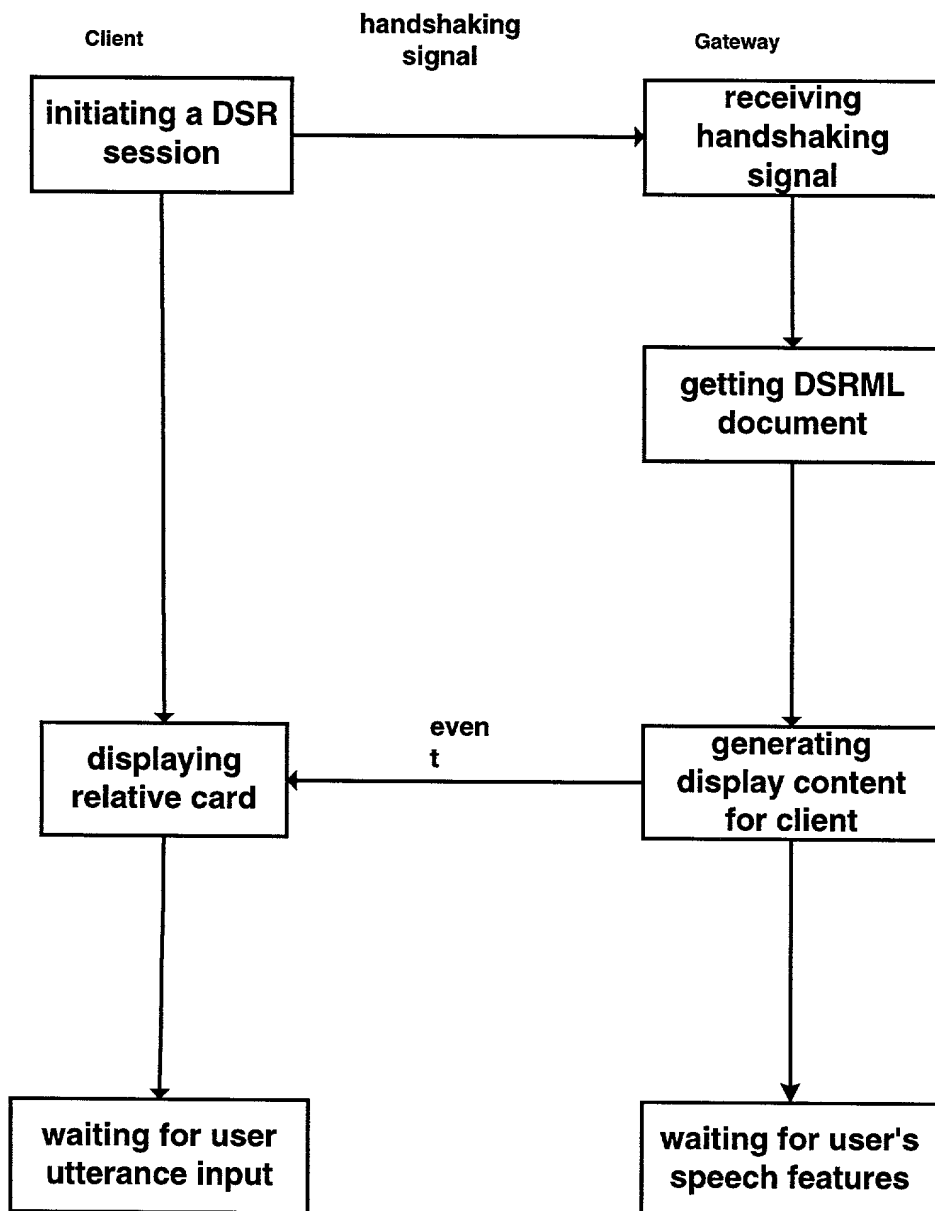 Client
handshaking
signal
Gateway
initiating a DSR
session
receiving
handshaking
signal
getting DSRML
document
displaying
relative card
even
t
generating
display content
for client
waiting for user
utterance input
waiting for user's
speech features